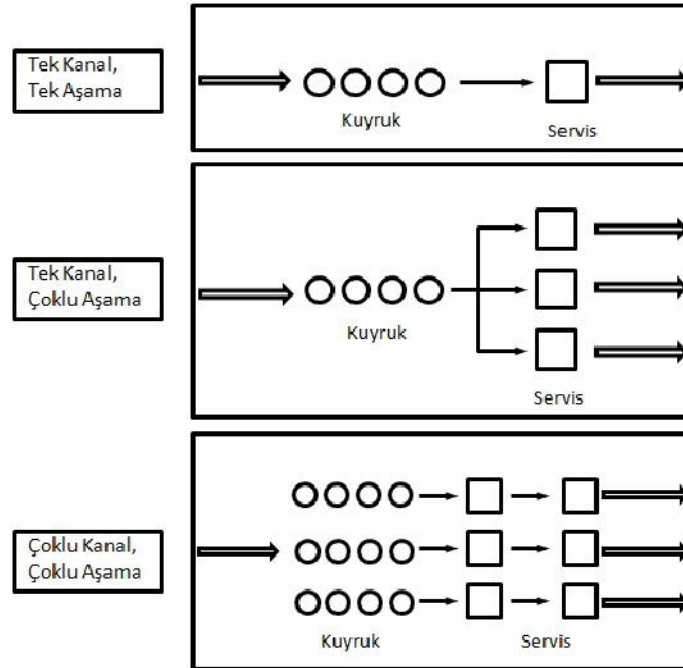 Tek Kanal,
Tek Aşama
Kuyruk
Servis
Tek Kanal,
Çoklu Aşama
Kuyruk
Servis
Çoklu Kanal,
Çoklu Aşama
Kuyruk
Servis